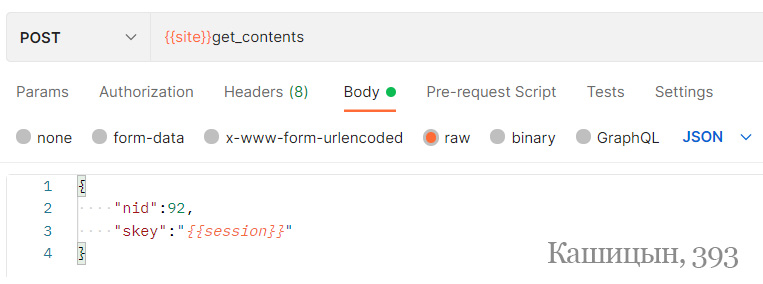 POST {{site}}get_contents
Params Authorization Headers (8) Body Pre-request Script Tests Settings
none form-data x-www-form-urlencoded raw binary GraphQL JSON
1 {
2 ····"nid":92,
3 ····"skey":"{{session}}"
4 }
Кашицын, 393